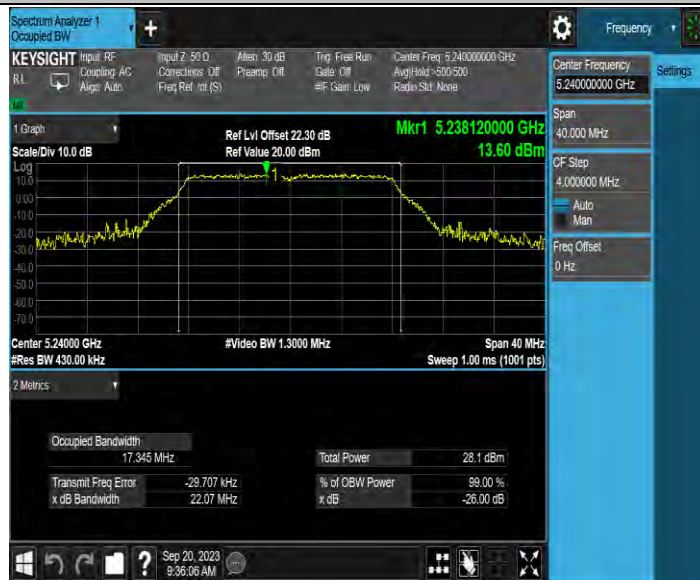 Spectrum Analyzer 1
Occupied BW
+
Frequency
KEYSIGHT Input: RF Input Z: 50 Ω Atten: 30 dB Trig: Free Run Center Freq: 5.240000000 GHz
RL Coupling: AC Corrections: Off Preamp: Off Gate: Off Avg|Hold:>500/500
Align: Auto Freq Ref: Int (S) #IF Gain: Low Radio Std: None
Center Frequency
5.240000000 GHz
Settings
Span
40.000 MHz
CF Step
4.000000 MHz
Auto
Man
Freq Offset
0 Hz
1 Graph
Ref Lvl Offset 22.30 dB Mkr1 5.238120000 GHz
Scale/Div 10.0 dB Ref Value 20.00 dBm 13.60 dBm
Log
10.0
0.00
-10.0
-20.0
-30.0
-40.0
-50.0
-60.0
-70.0
1
Center 5.24000 GHz #Video BW 1.3000 MHz Span 40 MHz
#Res BW 430.00 kHz Sweep 1.00 ms (1001 pts)
2 Metrics
Occupied Bandwidth
17.345 MHz Total Power 28.1 dBm
Transmit Freq Error -29.707 kHz % of OBW Power 99.00 %
x dB Bandwidth 22.07 MHz x dB -26.00 dB
? Sep 20, 2023
9:36:06 AM